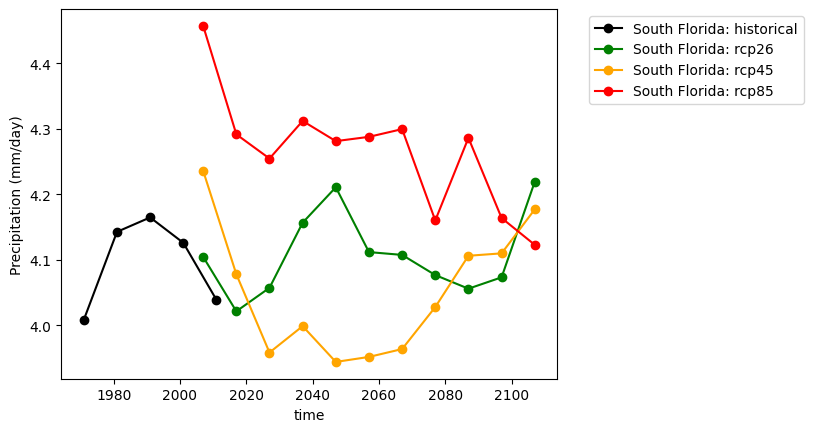 South Florida: historical
South Florida: rcp26
South Florida: rcp45
South Florida: rcp85
Precipitation (mm/day)
4.4
4.3
4.2
4.1
4.0
1980 2000 2020 2040 2060 2080 2100
time